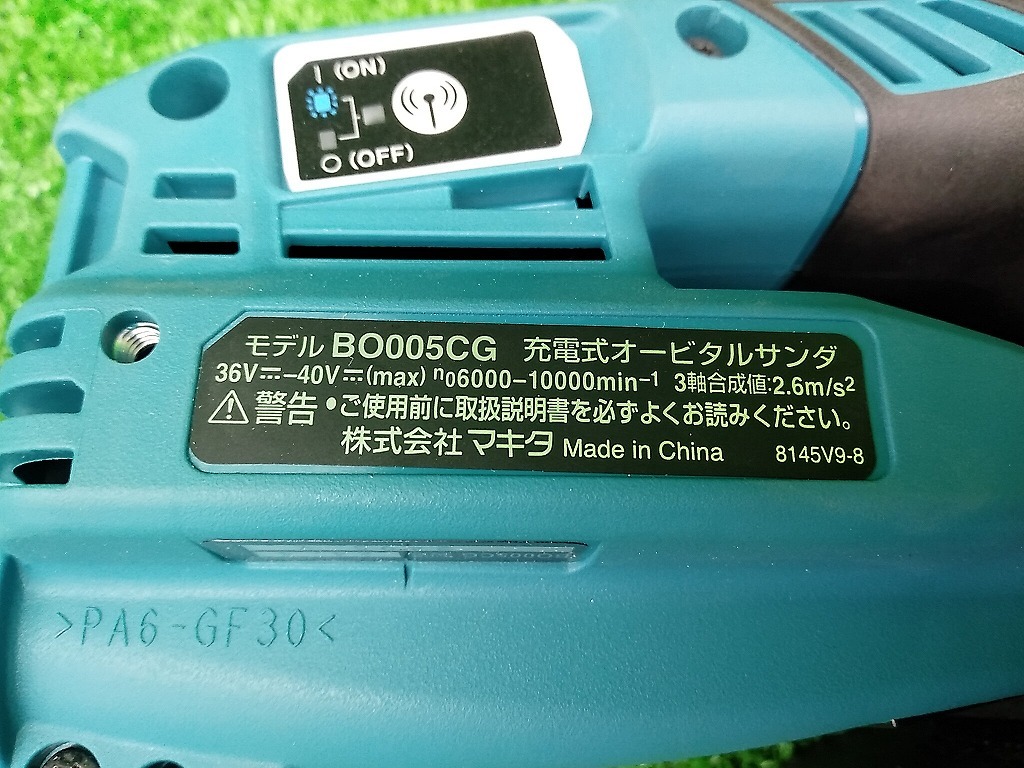 I (ON)
O (OFF)
モデル BO005CG 充電式オービタルサンダ
36V⎓-40V⎓(max) n₀6000-10000min⁻¹ 3軸合成値:2.6m/s²
⚠警告 •ご使用前に取扱説明書を必ずよくお読みください。
株式会社 マキタ Made in China 8145V9-8
>PA6-GF30<